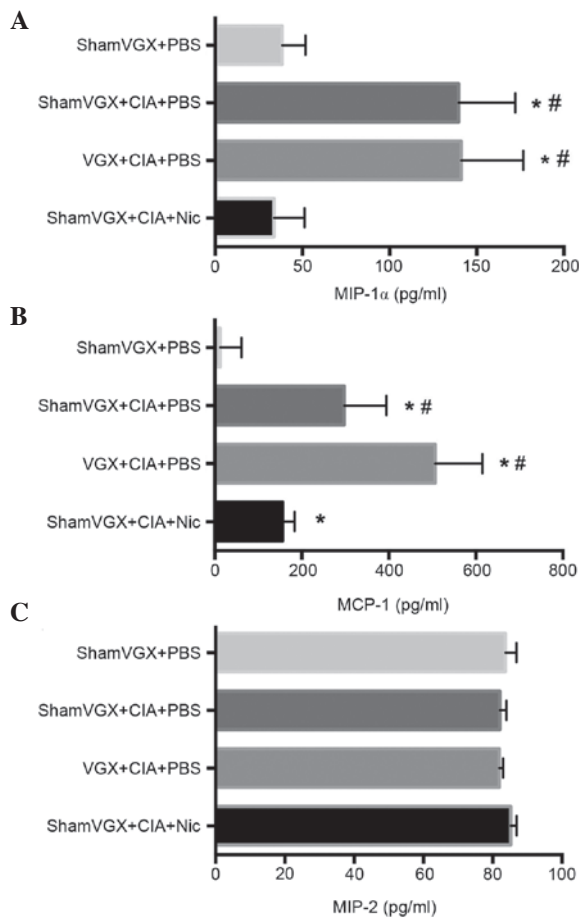 A
ShamVGX+PBS
ShamVGX+CIA+PBS
* #
VGX+CIA+PBS
* #
ShamVGX+CIA+Nic
0 50 100 150 200
MIP-1α (pg/ml)
B
ShamVGX+PBS
ShamVGX+CIA+PBS
* #
VGX+CIA+PBS
* #
ShamVGX+CIA+Nic
*
0 200 400 600 800
MCP-1 (pg/ml)
C
ShamVGX+PBS
ShamVGX+CIA+PBS
VGX+CIA+PBS
ShamVGX+CIA+Nic
0 20 40 60 80 100
MIP-2 (pg/ml)